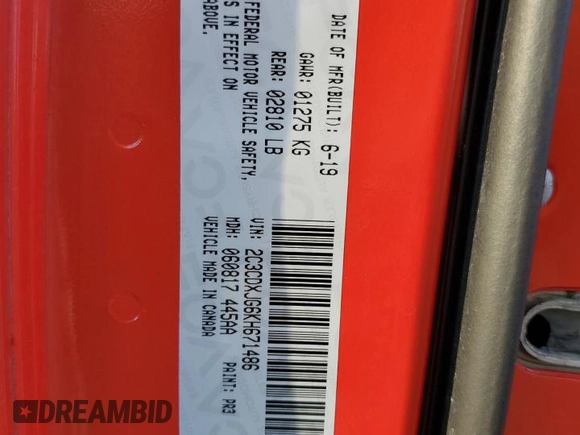 DATE OF MFR(BUILT): 6-19
GAWR: 01275 KG
REAR: 02810 LB
FEDERAL MOTOR VEHICLE SAFETY,
S IN EFFECT ON
ABOVE.
VIN: 2C3CDXJG6KH671486
MDH: 060817 445AA PAINT: PR3
VEHICLE MADE IN CANADA
DREAMBID